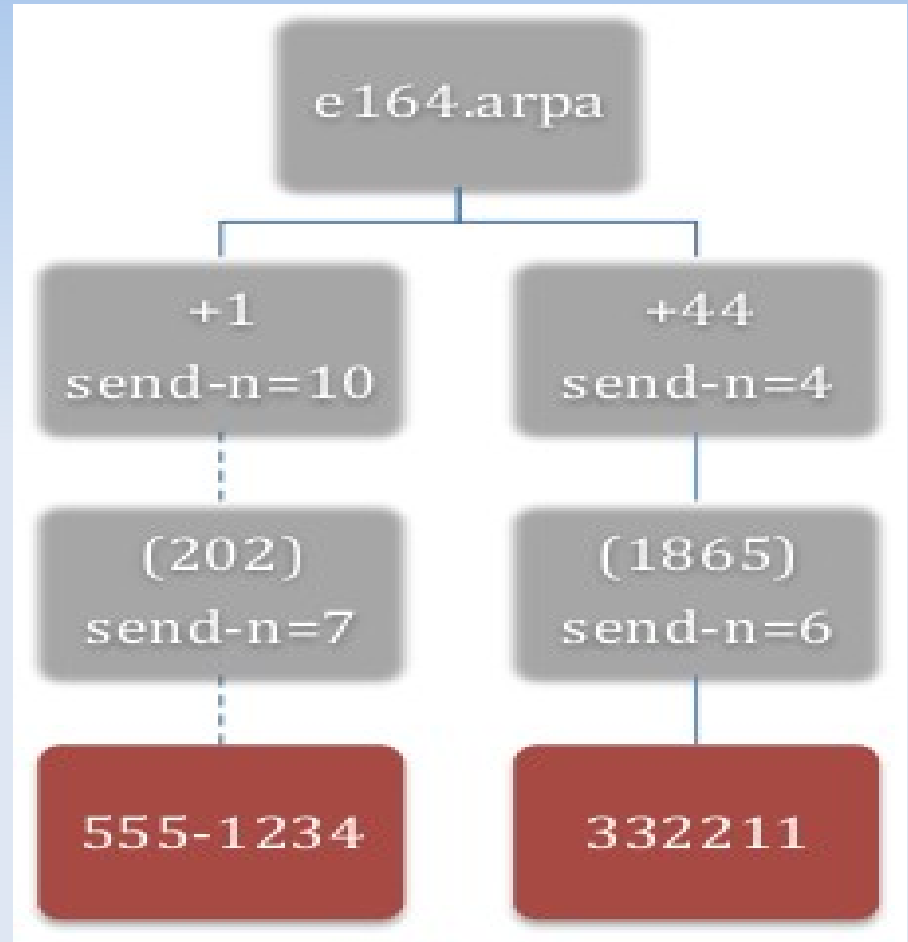 e164.arpa
+1
send-n=10
+44
send-n=4
(202)
send-n=7
(1865)
send-n=6
555-1234
332211